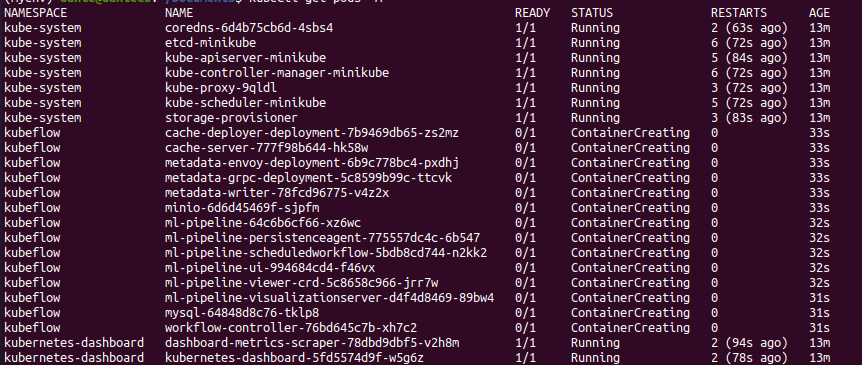 NAMESPACE NAME READY STATUS RESTARTS AGE
kube-system coredns-6d4b75cb6d-4sbs4 1/1 Running 2 (63s ago) 13m
kube-system etcd-minikube 1/1 Running 6 (72s ago) 13m
kube-system kube-apiserver-minikube 1/1 Running 5 (84s ago) 13m
kube-system kube-controller-manager-minikube 1/1 Running 6 (72s ago) 13m
kube-system kube-proxy-9qldl 1/1 Running 3 (72s ago) 13m
kube-system kube-scheduler-minikube 1/1 Running 5 (72s ago) 13m
kube-system storage-provisioner 1/1 Running 3 (83s ago) 13m
kubeflow cache-deployer-deployment-7b9469db65-zs2mz 0/1 ContainerCreating 0 33s
kubeflow cache-server-777f98b644-hk58w 0/1 ContainerCreating 0 33s
kubeflow metadata-envoy-deployment-6b9c778bc4-pxdhj 0/1 ContainerCreating 0 33s
kubeflow metadata-grpc-deployment-5c8599b99c-ttcvk 0/1 ContainerCreating 0 33s
kubeflow metadata-writer-78fcd96775-v4z2x 0/1 ContainerCreating 0 33s
kubeflow minio-6d6d45469f-sjpfm 0/1 ContainerCreating 0 33s
kubeflow ml-pipeline-64c6b6cf66-xz6wc 0/1 ContainerCreating 0 32s
kubeflow ml-pipeline-persistenceagent-775557dc4c-6b547 0/1 ContainerCreating 0 32s
kubeflow ml-pipeline-scheduledworkflow-5bdb8cd744-n2kk2 0/1 ContainerCreating 0 32s
kubeflow ml-pipeline-ui-994684cd4-f46vx 0/1 ContainerCreating 0 32s
kubeflow ml-pipeline-viewer-crd-5c8658c966-jrr7w 0/1 ContainerCreating 0 32s
kubeflow ml-pipeline-visualizationserver-d4f4d8469-89bw4 0/1 ContainerCreating 0 31s
kubeflow mysql-64848d8c76-tklp8 0/1 ContainerCreating 0 31s
kubeflow workflow-controller-76bd645c7b-xh7c2 0/1 ContainerCreating 0 31s
kubernetes-dashboard dashboard-metrics-scraper-78dbd9dbf5-v2h8m 1/1 Running 2 (94s ago) 13m
kubernetes-dashboard kubernetes-dashboard-5fd5574d9f-w5g6z 1/1 Running 2 (78s ago) 13m